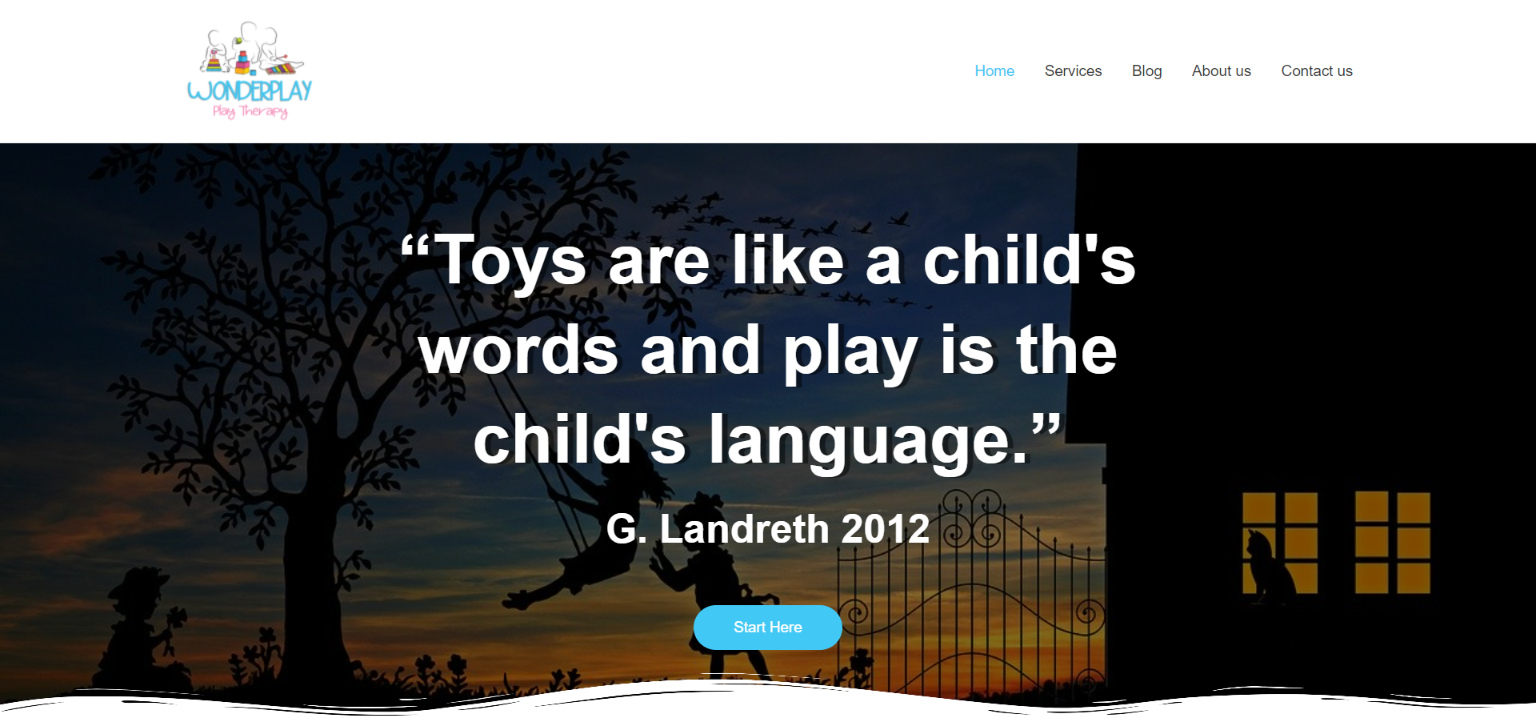 WONDERPLAY
Play Therapy
Home Services Blog About us Contact us
“Toys are like a child's
words and play is the
child's language.”
G. Landreth 2012
Start Here